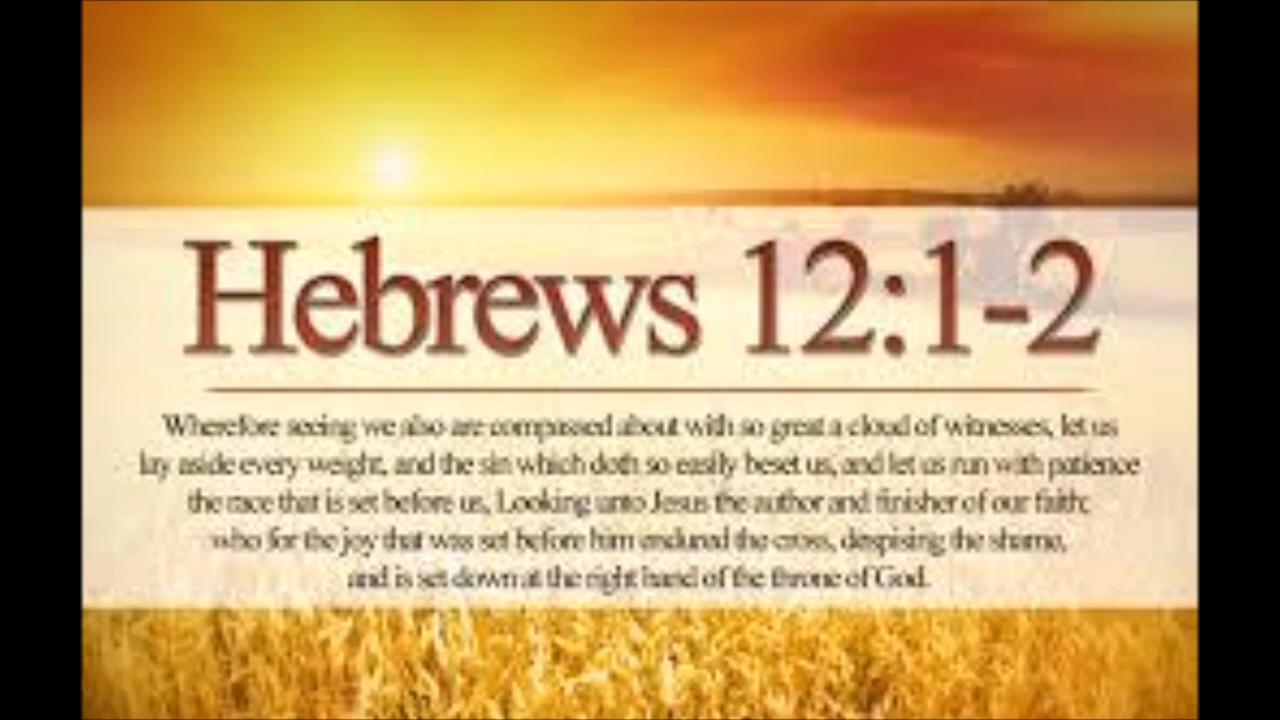 Hebrews 12:1-2
Wherefore seeing we also are compassed about with so great a cloud of witnesses, let us
lay aside every weight, and the sin which doth so easily beset us, and let us run with patience
the race that is set before us, Looking unto Jesus the author and finisher of our faith;
who for the joy that was set before him endured the cross, despising the shame,
and is set down at the right hand of the throne of God.